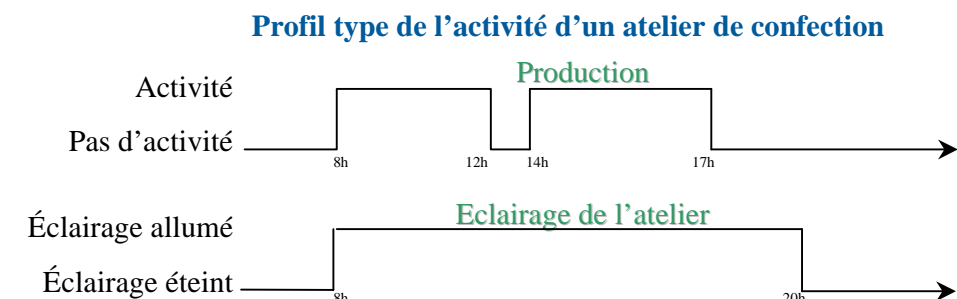 Profil type de l’activité d’un atelier de confection
Production
Activité
Pas d’activité
8h 12h 14h 17h
Eclairage de l’atelier
Éclairage allumé
Éclairage éteint
8h 20h